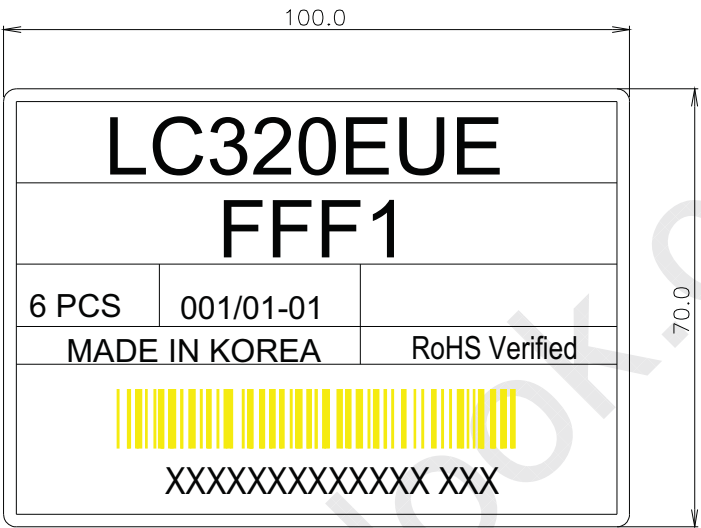 100.0
LC320EUE
FFF1
70.0
6 PCS 001/01-01
MADE IN KOREA RoHS Verified
XXXXXXXXXXXXX XXX